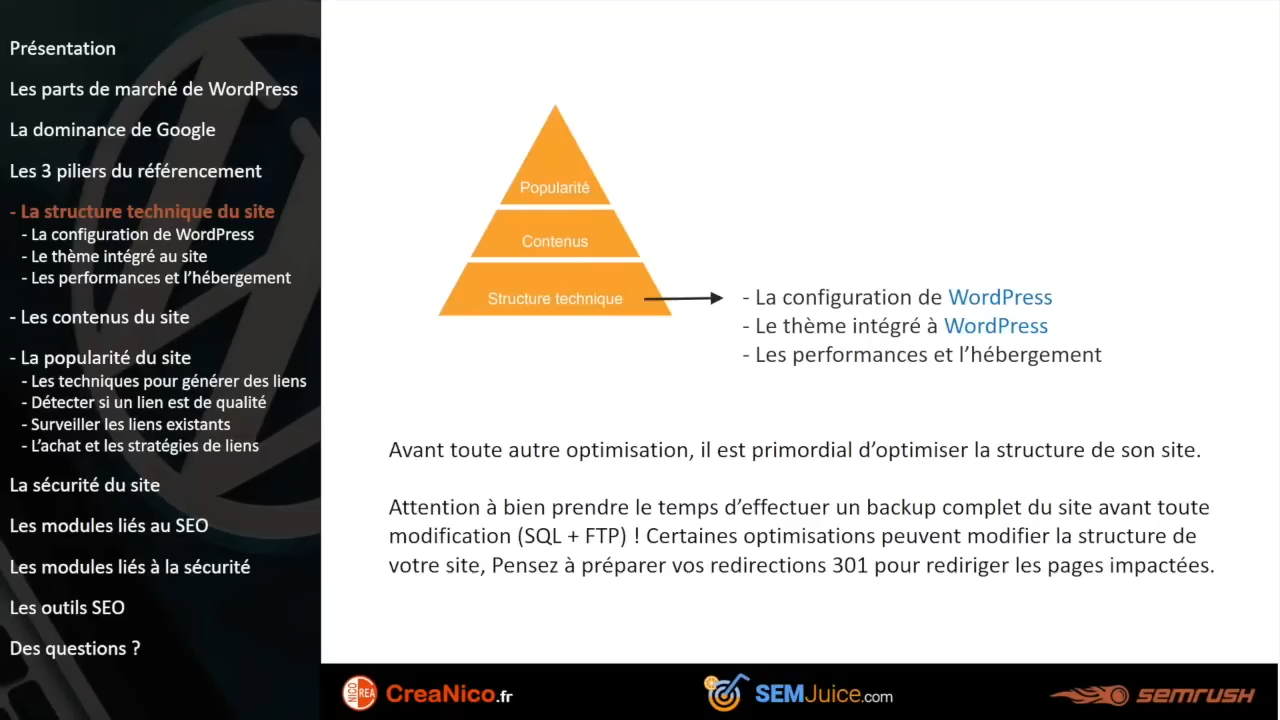 Présentation
Les parts de marché de WordPress
La dominance de Google
Les 3 piliers du référencement
- La structure technique du site
- La configuration de WordPress
- Le thème intégré au site
- Les performances et l’hébergement
- Les contenus du site
- La popularité du site
- Les techniques pour générer des liens
- Détecter si un lien est de qualité
- Surveiller les liens existants
- L’achat et les stratégies de liens
La sécurité du site
Les modules liés au SEO
Les modules liés à la sécurité
Les outils SEO
Des questions ?
Popularité
Contenus
Structure technique
- La configuration de WordPress
- Le thème intégré à WordPress
- Les performances et l’hébergement
Avant toute autre optimisation, il est primordial d’optimiser la structure de son site.
Attention à bien prendre le temps d’effectuer un backup complet du site avant toute
modification (SQL + FTP) ! Certaines optimisations peuvent modifier la structure de
votre site, Pensez à préparer vos redirections 301 pour rediriger les pages impactées.
NICO CREA CreaNico.fr
SEMJuice.com
semrush